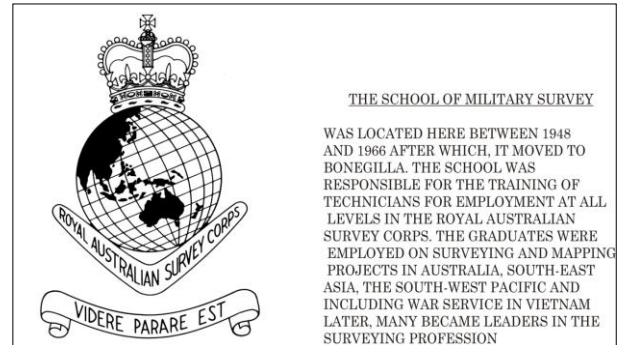 ROYAL AUSTRALIAN SURVEY CORPS
VIDERE PARARE EST
THE SCHOOL OF MILITARY SURVEY
WAS LOCATED HERE BETWEEN 1948
AND 1966 AFTER WHICH, IT MOVED TO
BONEGILLA. THE SCHOOL WAS
RESPONSIBLE FOR THE TRAINING OF
TECHNICIANS FOR EMPLOYMENT AT ALL
LEVELS IN THE ROYAL AUSTRALIAN
SURVEY CORPS. THE GRADUATES WERE
EMPLOYED ON SURVEYING AND MAPPING
PROJECTS IN AUSTRALIA, SOUTH-EAST
ASIA, THE SOUTH-WEST PACIFIC AND
INCLUDING WAR SERVICE IN VIETNAM
LATER, MANY BECAME LEADERS IN THE
SURVEYING PROFESSION